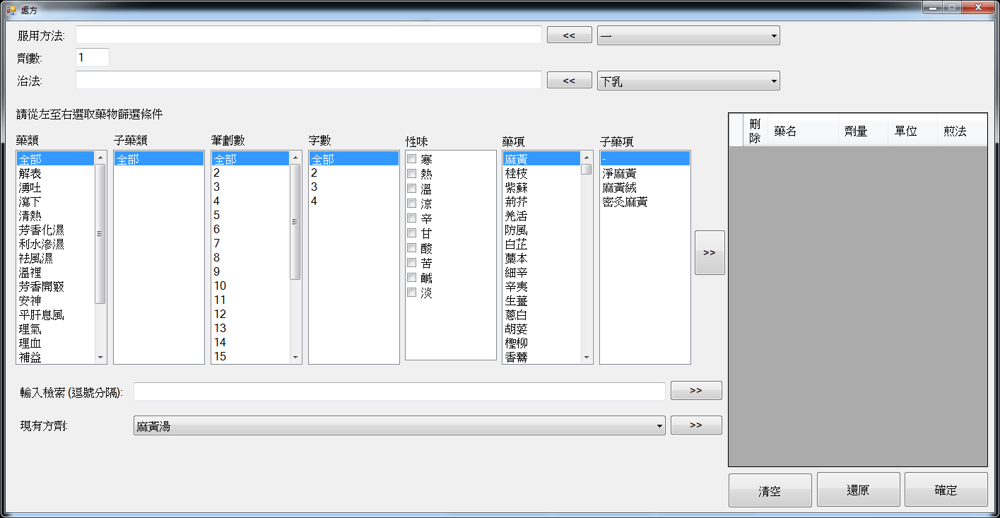 處方
服用方法: << 一
劑數: 1
治法: << 下乳
請從左至右選取藥物篩選條件
刪除 藥名 劑量 單位 煎法
藥類
全部
解表
湧吐
瀉下
清熱
芳香化濕
利水滲濕
祛風濕
溫裡
芳香開竅
安神
平肝息風
理氣
理血
補益
子藥類
全部
筆劃數
全部
2
3
4
5
6
7
8
9
10
11
12
13
14
15
字數
全部
2
3
4
性味
寒
熱
溫
涼
辛
甘
酸
苦
鹹
淡
藥項
麻黃
桂枝
紫蘇
荊芥
羌活
防風
白芷
藁本
細辛
辛夷
生薑
蔥白
胡荽
檉柳
香薷
子藥項
-
淨麻黃
麻黃絨
密灸麻黃
>>
輸入檢索 (逗號分隔): >>
現有方劑: 麻黃湯 >>
清空 還原 確定